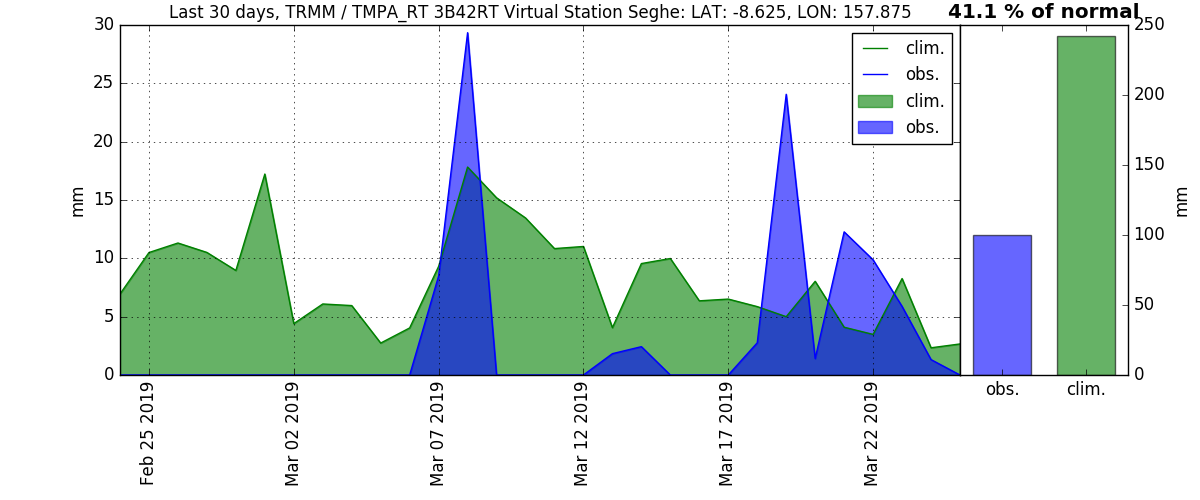 Last 30 days, TRMM / TMPA_RT 3B42RT Virtual Station Seghe: LAT: -8.625, LON: 157.875
41.1 % of normal
30
25
20
15
10
5
0
mm
clim.
obs.
clim.
obs.
Feb 25 2019
Mar 02 2019
Mar 07 2019
Mar 12 2019
Mar 17 2019
Mar 22 2019
250
200
150
100
50
0
mm
obs.
clim.